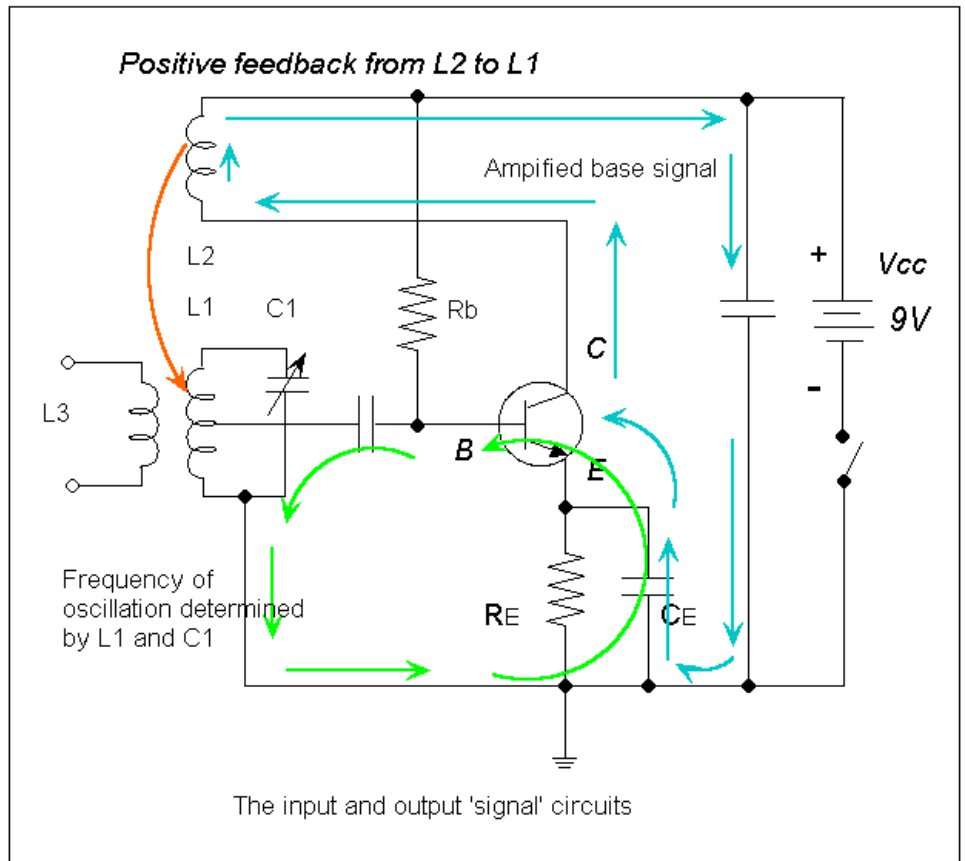 Positive feedback from L2 to L1
Ampified base signal
L2
L1
C1
Rb
+
Vcc
9V
-
C
L3
B
E
Frequency of
oscillation determined
by L1 and C1
RE
CE
The input and output 'signal' circuits